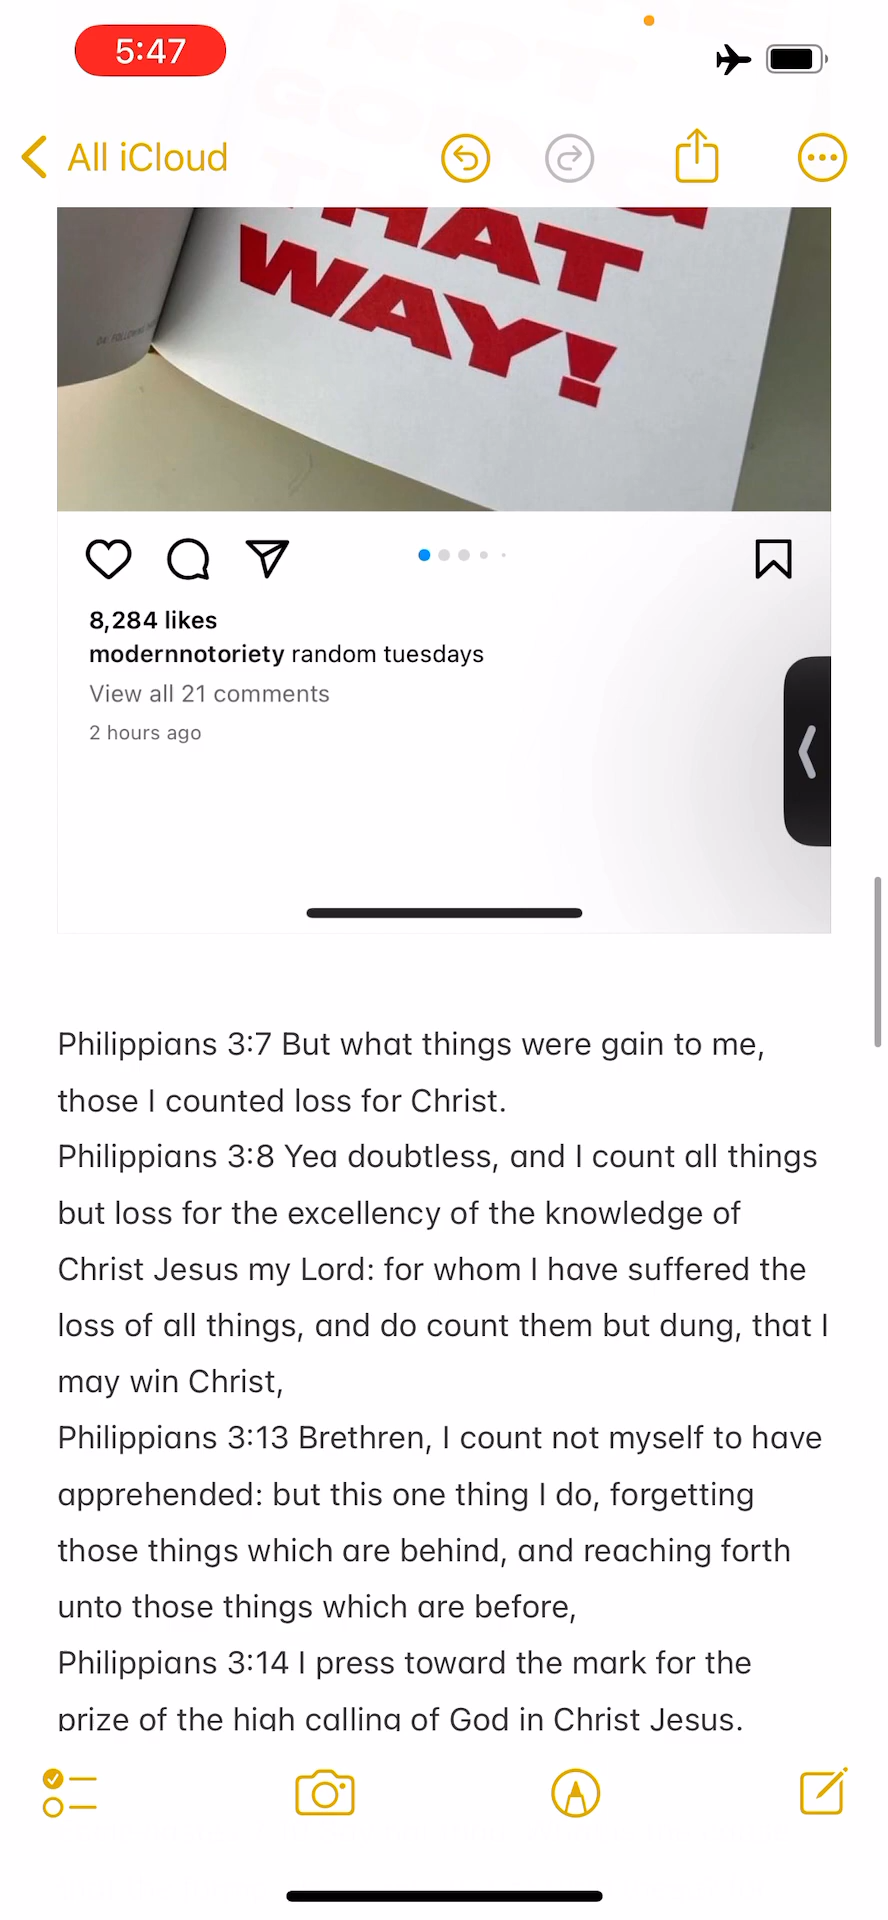 5:47
All iCloud
THAT
WAY!
8,284 likes
modernnotoriety random tuesdays
View all 21 comments
2 hours ago
Philippians 3:7 But what things were gain to me,
those I counted loss for Christ.
Philippians 3:8 Yea doubtless, and I count all things
but loss for the excellency of the knowledge of
Christ Jesus my Lord: for whom I have suffered the
loss of all things, and do count them but dung, that I
may win Christ,
Philippians 3:13 Brethren, I count not myself to have
apprehended: but this one thing I do, forgetting
those things which are behind, and reaching forth
unto those things which are before,
Philippians 3:14 I press toward the mark for the
prize of the high calling of God in Christ Jesus.